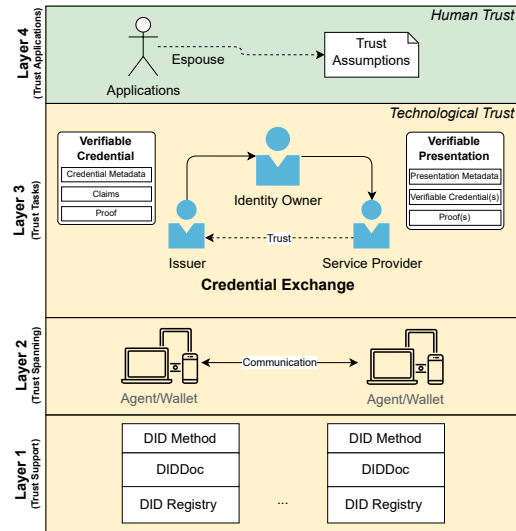 Human Trust
Layer 4
(Trust Applications)
Espouse
Trust
Assumptions
Applications
Technological Trust
Layer 3
(Trust Tasks)
Verifiable
Credential
Credential Metadata
Claims
Proof
Identity Owner
Verifiable
Presentation
Presentation Metadata
Verifiable Credential(s)
Proof(s)
Trust
Issuer
Service Provider
Credential Exchange
Layer 2
(Trust Spanning)
Communication
Agent/Wallet
Agent/Wallet
Layer 1
(Trust Support)
DID Method
DIDDoc
DID Registry
...
DID Method
DIDDoc
DID Registry